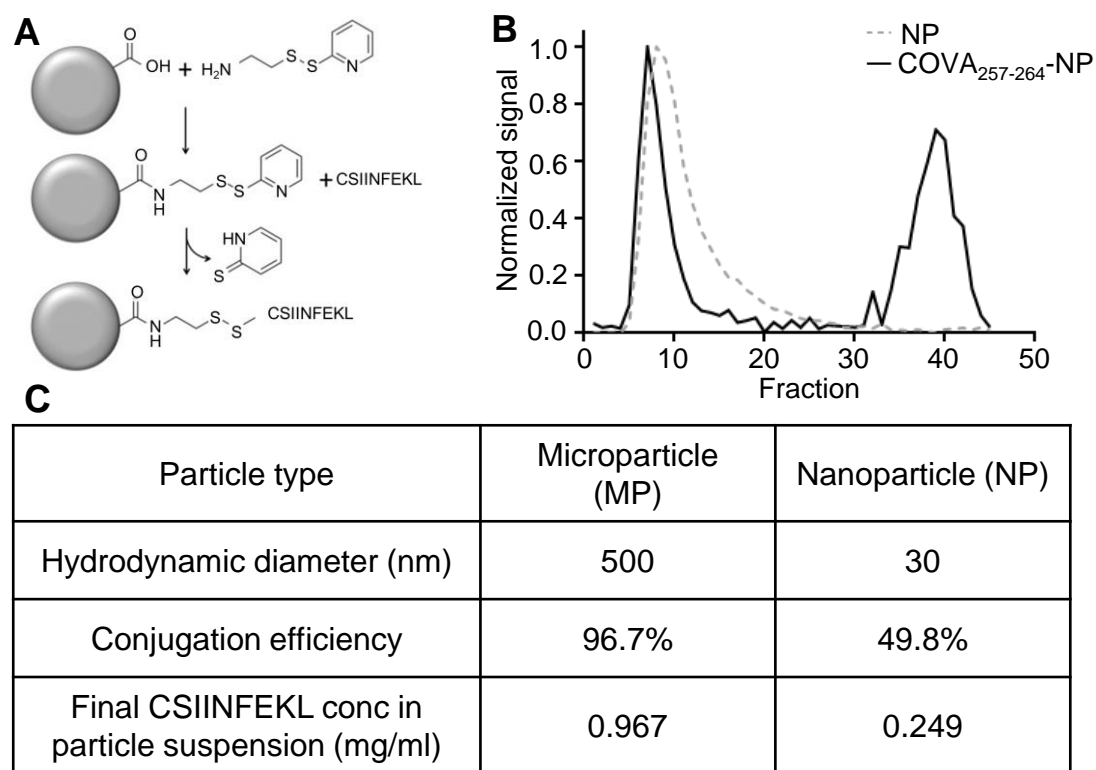 A
O
OH
+
H₂N
S
S
N
O
N
H
S
S
N
+CSIINFEKL
HN
S
O
N
H
S
S
CSIINFEKL
B
NP
COVA₂₅₇₋₂₆₄-NP
Normalized signal
1.0
0.8
0.6
0.4
0.2
0.0
0 10 20 30 40 50
Fraction
C
Particle type
Microparticle
(MP)
Nanoparticle (NP)
Hydrodynamic diameter (nm)
500
30
Conjugation efficiency
96.7%
49.8%
Final CSIINFEKL conc in
particle suspension (mg/ml)
0.967
0.249